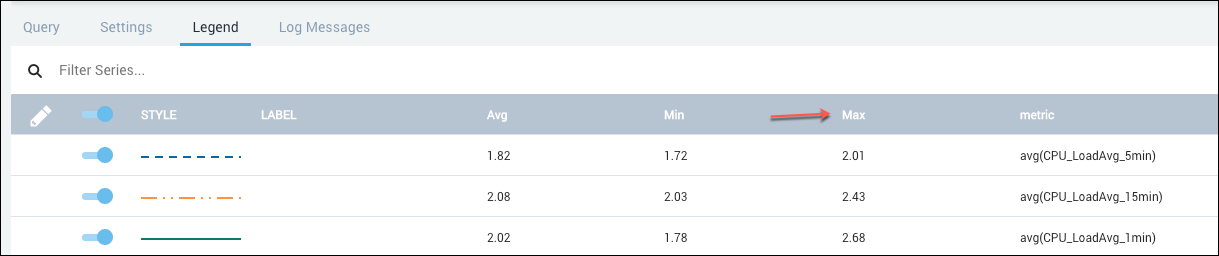 Query Settings Legend Log Messages
Filter Series...
STYLE LABEL Avg Min Max metric
1.82 1.72 2.01 avg(CPU_LoadAvg_5min)
2.08 2.03 2.43 avg(CPU_LoadAvg_15min)
2.02 1.78 2.68 avg(CPU_LoadAvg_1min)